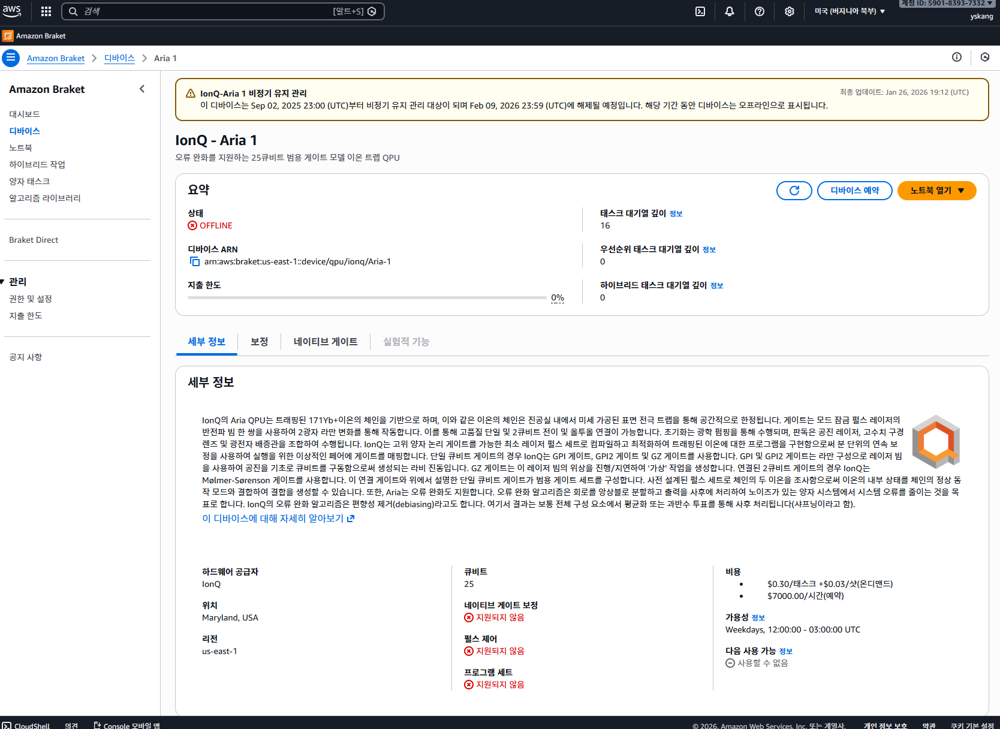 aws
검색 [알트+S]
미국 (버지니아 북부)
계정 ID: 5901-8393-7332
yskang
Amazon Braket
Amazon Braket > 디바이스 > Aria 1
Amazon Braket
대시보드
디바이스
노트북
하이브리드 작업
양자 태스크
알고리즘 라이브러리
Braket Direct
관리
권한 및 설정
지출 한도
공지 사항
IonQ-Aria 1 비정기 유지 관리
최종 업데이트: Jan 26, 2026 19:12 (UTC)
이 디바이스는 Sep 02, 2025 23:00 (UTC)부터 비정기 유지 관리 대상이 되며 Feb 09, 2026 23:59 (UTC)에 해제될 예정입니다. 해당 기간 동안 디바이스는 오프라인으로 표시됩니다.
IonQ - Aria 1
오류 완화를 지원하는 25큐비트 범용 게이트 모델 이온 트랩 QPU
요약
디바이스 예약
노트북 열기
상태
OFFLINE
디바이스 ARN
arn:aws:braket:us-east-1::device/qpu/ionq/Aria-1
지출 한도
0%
태스크 대기열 깊이 정보
16
우선순위 태스크 대기열 깊이 정보
0
하이브리드 태스크 대기열 깊이 정보
0
세부 정보
보정
네이티브 게이트
실험적 기능
세부 정보
IonQ의 Aria QPU는 트래핑된 171Yb+이온의 체인을 기반으로 하며, 이와 같은 이온의 체인은 진공실 내에서 미세 가공된 표면 전극 트랩을 통해 공간적으로 한정됩니다. 게이트는 모드 잠금 펄스 레이저의
반전파 빔 한 쌍을 사용하여 2광자 라만 변화를 통해 작동합니다. 이를 통해 고품질 단일 및 2큐비트 전이 및 올투올 연결이 가능합니다. 초기화는 광학 펌핑을 통해 수행되며, 판독은 공진 레이저, 고수치 구경
렌즈 및 광전자 배증관을 조합하여 수행됩니다. IonQ는 고위 양자 논리 게이트를 가능한 최소 레이저 펄스 세트로 컴파일하고 최적화하여 트래핑된 이온에 대한 프로그램을 구현함으로써 분 단위의 연속 보
정을 사용하여 실행을 위한 이상적인 페어에 게이트를 매핑합니다. 단일 큐비트 게이트의 경우 IonQ는 GPI 게이트, GPI2 게이트 및 GZ 게이트를 사용합니다. GPI 및 GPI2 게이트는 라만 구성으로 레이저 빔
을 사용하여 공진을 기초로 큐비트를 구동함으로써 생성되는 라비 진동입니다. GZ 게이트는 이 레이저 빔의 위상을 진행/지연하여 '가상' 작업을 생성합니다. 연결된 2큐비트 게이트의 경우 IonQ는
Mølmer-Sørenson 게이트를 사용합니다. 이 연결 게이트와 위에서 설명한 단일 큐비트 게이트가 범용 게이트 세트를 구성합니다. 사전 설계된 펄스 세트로 체인의 두 이온을 조사함으로써 이온의 내부 상태를 체인의 정상 동
작 모드와 결합하여 결합을 생성할 수 있습니다. 또한, Aria는 오류 완화도 지원합니다. 오류 완화 알고리즘은 회로를 앙상블로 분할하고 출력을 사후에 처리하여 노이즈가 있는 양자 시스템에서 시스템 오류를 줄이는 것을 목
표로 합니다. IonQ의 오류 완화 알고리즘은 편향성 제거(debiasing)라고도 합니다. 여기서 결과는 보통 전체 구성 요소에서 평균화 또는 과반수 투표를 통해 사후 처리됩니다(샤프닝이라고 함).
이 디바이스에 대해 자세히 알아보기
하드웨어 공급자
IonQ
위치
Maryland, USA
리전
us-east-1
큐비트
25
네이티브 게이트 보정
지원되지 않음
펄스 제어
지원되지 않음
프로그램 세트
지원되지 않음
비용
• $0.30/태스크 +$0.03/샷(온디맨드)
• $7000.00/시간(예약)
가용성 정보
Weekdays, 12:00:00 - 03:00:00 UTC
다음 사용 가능 정보
사용할 수 없음
CloudShell 의견 Console 모바일 앱
© 2026, Amazon Web Services, Inc. 또는 계열사. 개인 정보 보호 약관 쿠키 기본 설정